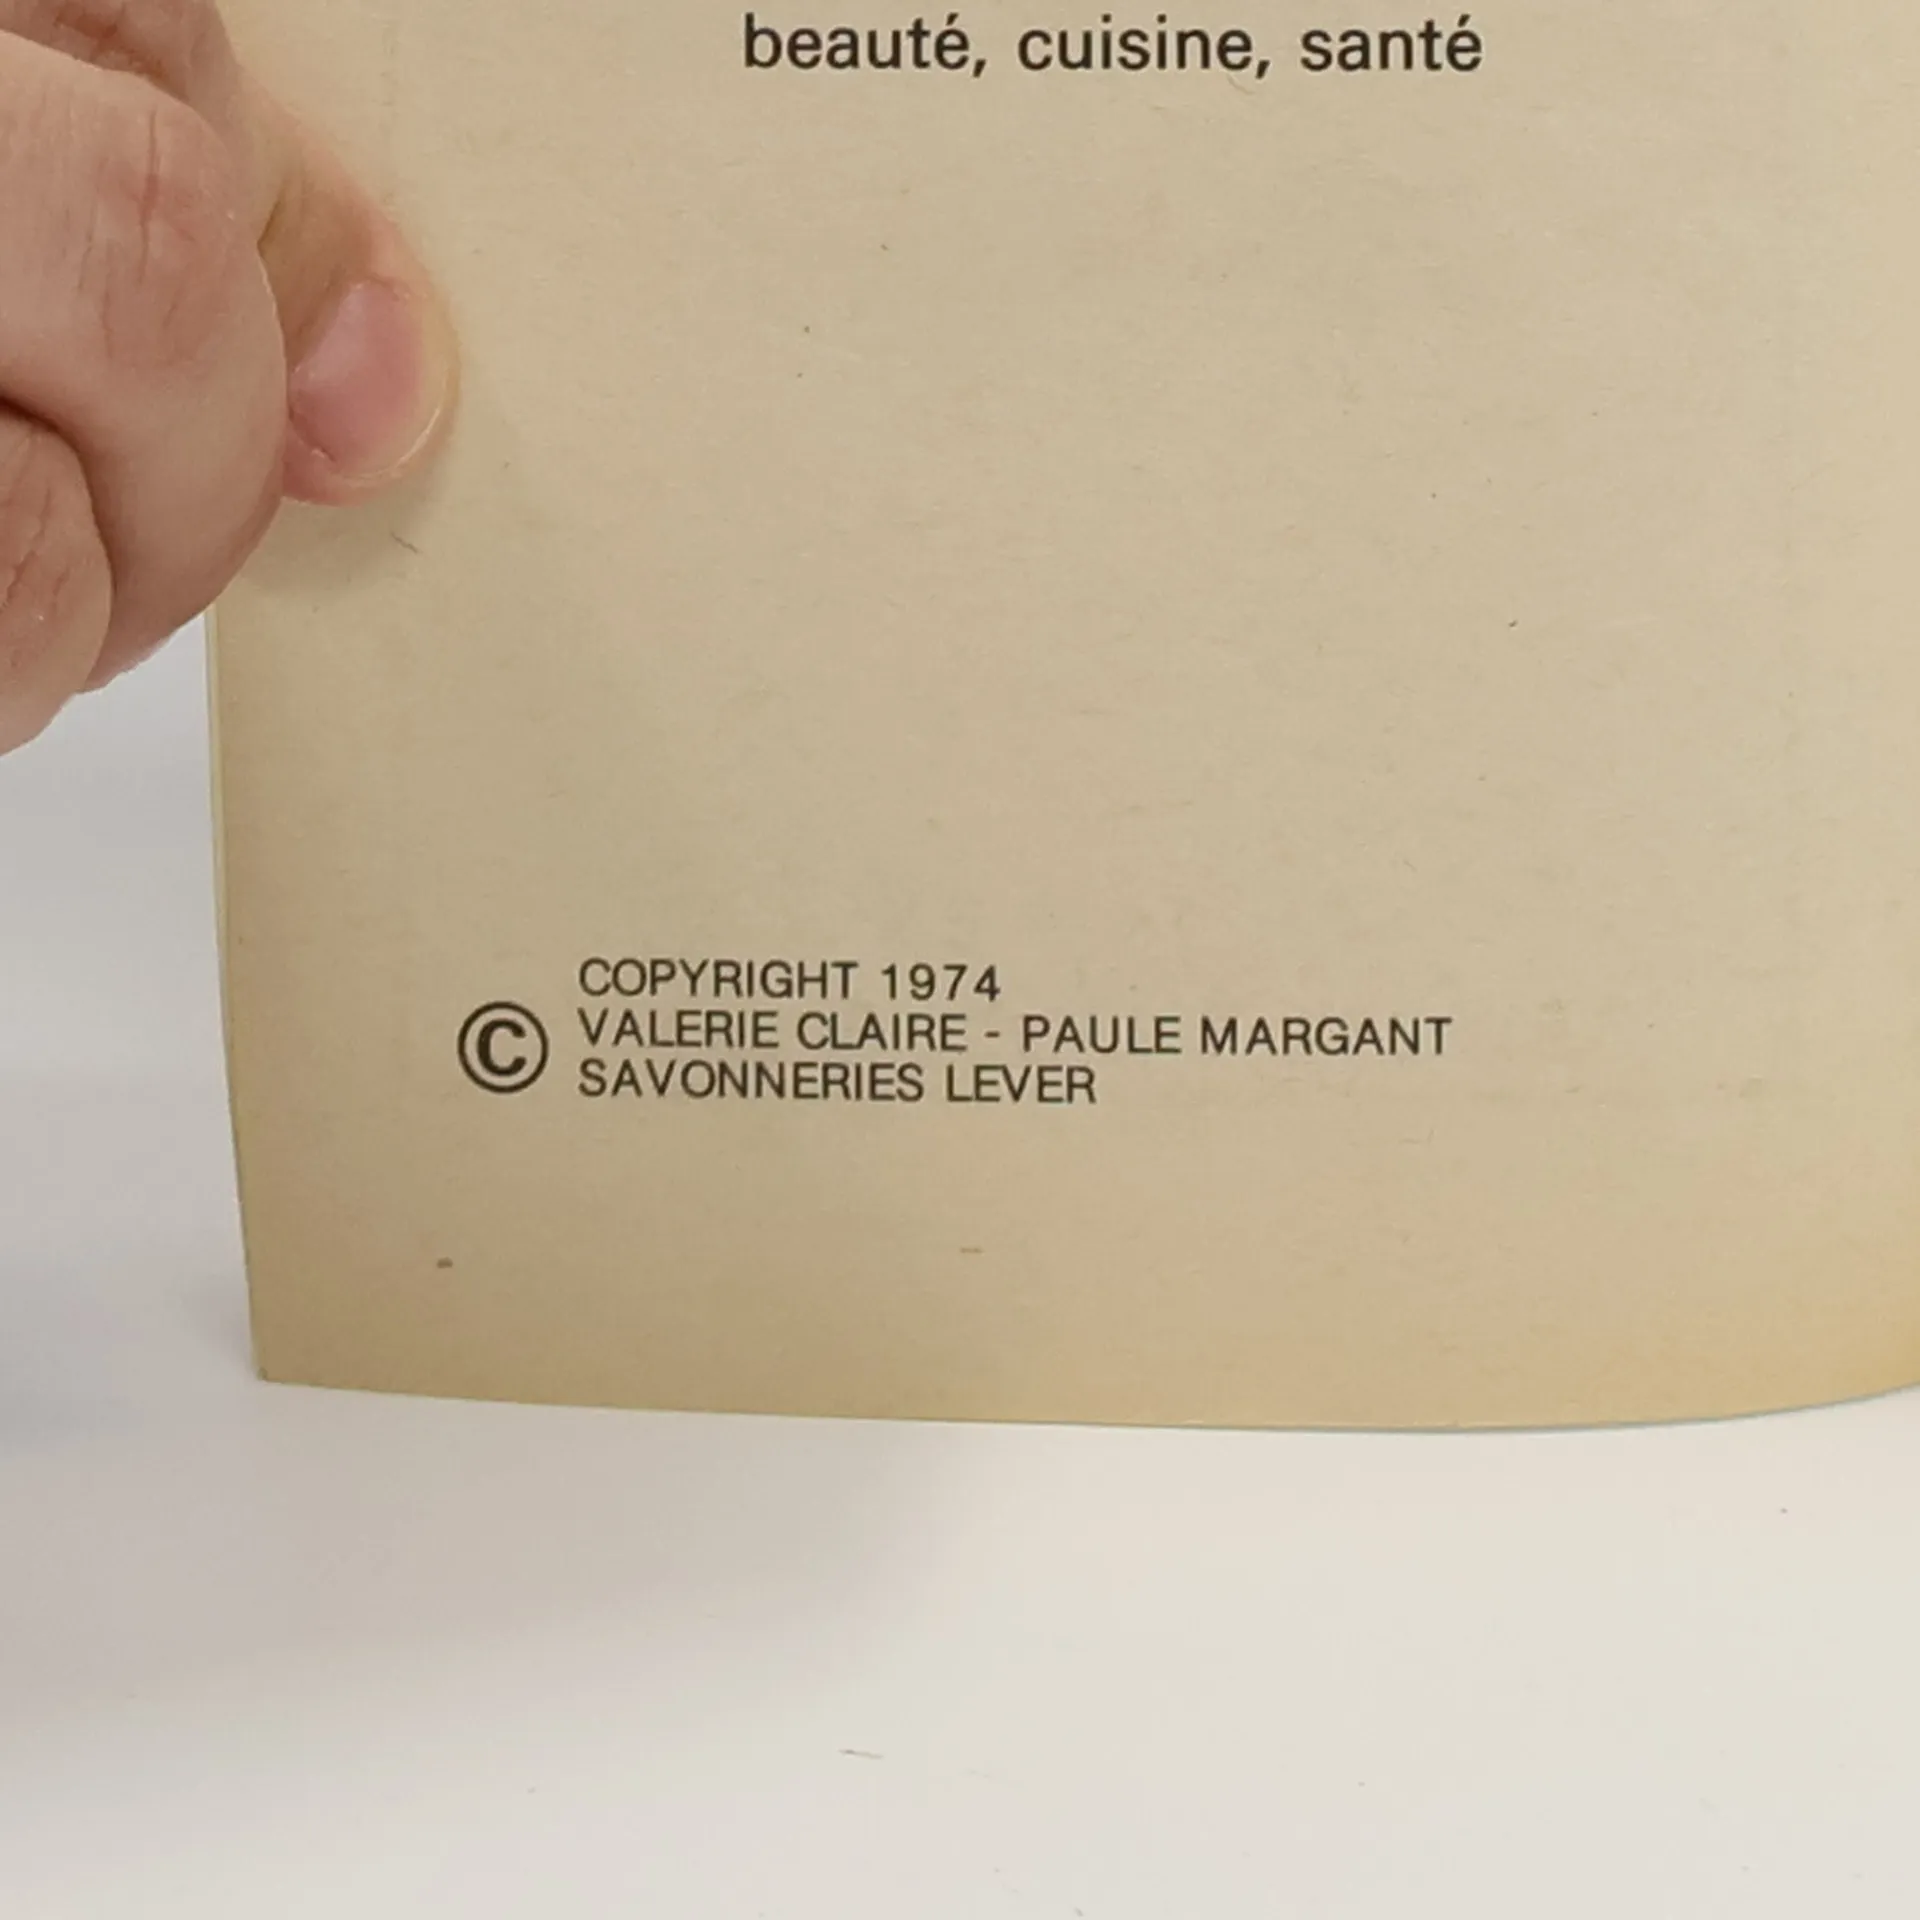 beauté, cuisine, santé
COPYRIGHT 1974
© VALERIE CLAIRE - PAULE MARGANT
SAVONNERIES LEVER